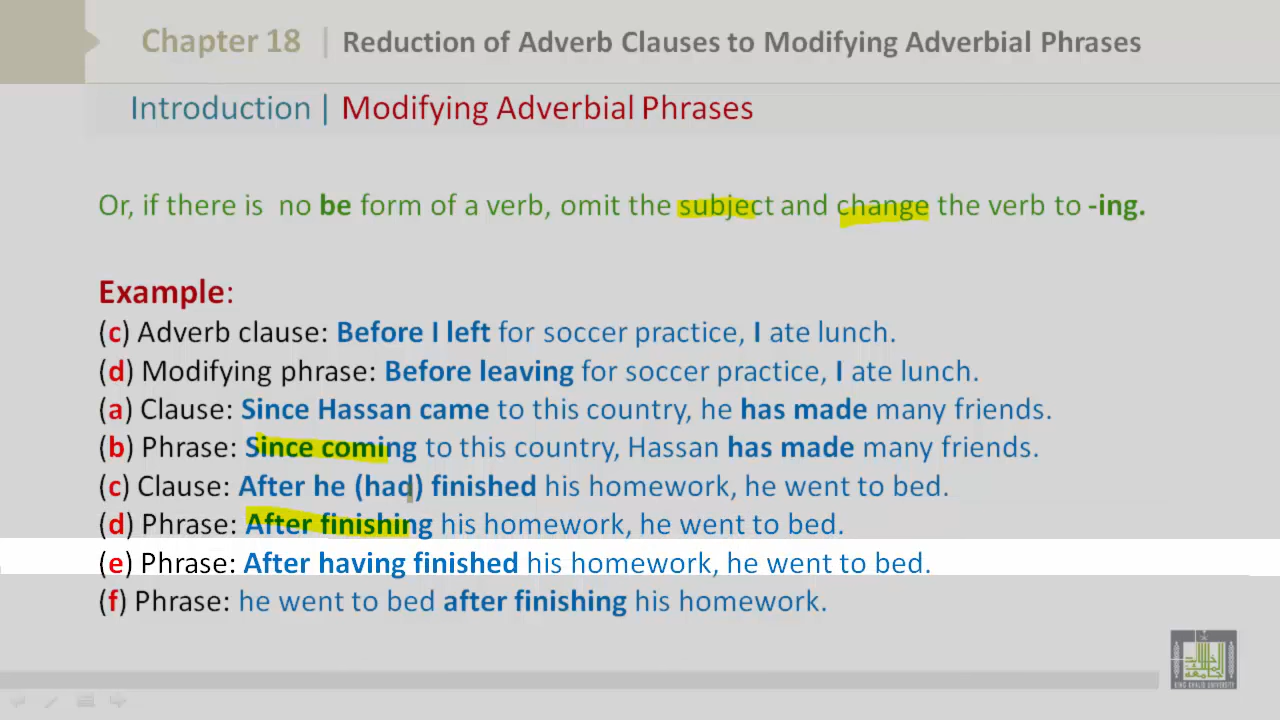 Chapter 18 | Reduction of Adverb Clauses to Modifying Adverbial Phrases
Introduction | Modifying Adverbial Phrases
Or, if there is no be form of a verb, omit the subject and change the verb to -ing.
Example:
(c) Adverb clause: Before I left for soccer practice, I ate lunch.
(d) Modifying phrase: Before leaving for soccer practice, I ate lunch.
(a) Clause: Since Hassan came to this country, he has made many friends.
(b) Phrase: Since coming to this country, Hassan has made many friends.
(c) Clause: After he (had) finished his homework, he went to bed.
(d) Phrase: After finishing his homework, he went to bed.
(e) Phrase: After having finished his homework, he went to bed.
(f) Phrase: he went to bed after finishing his homework.
KING KHALID UNIVERSITY